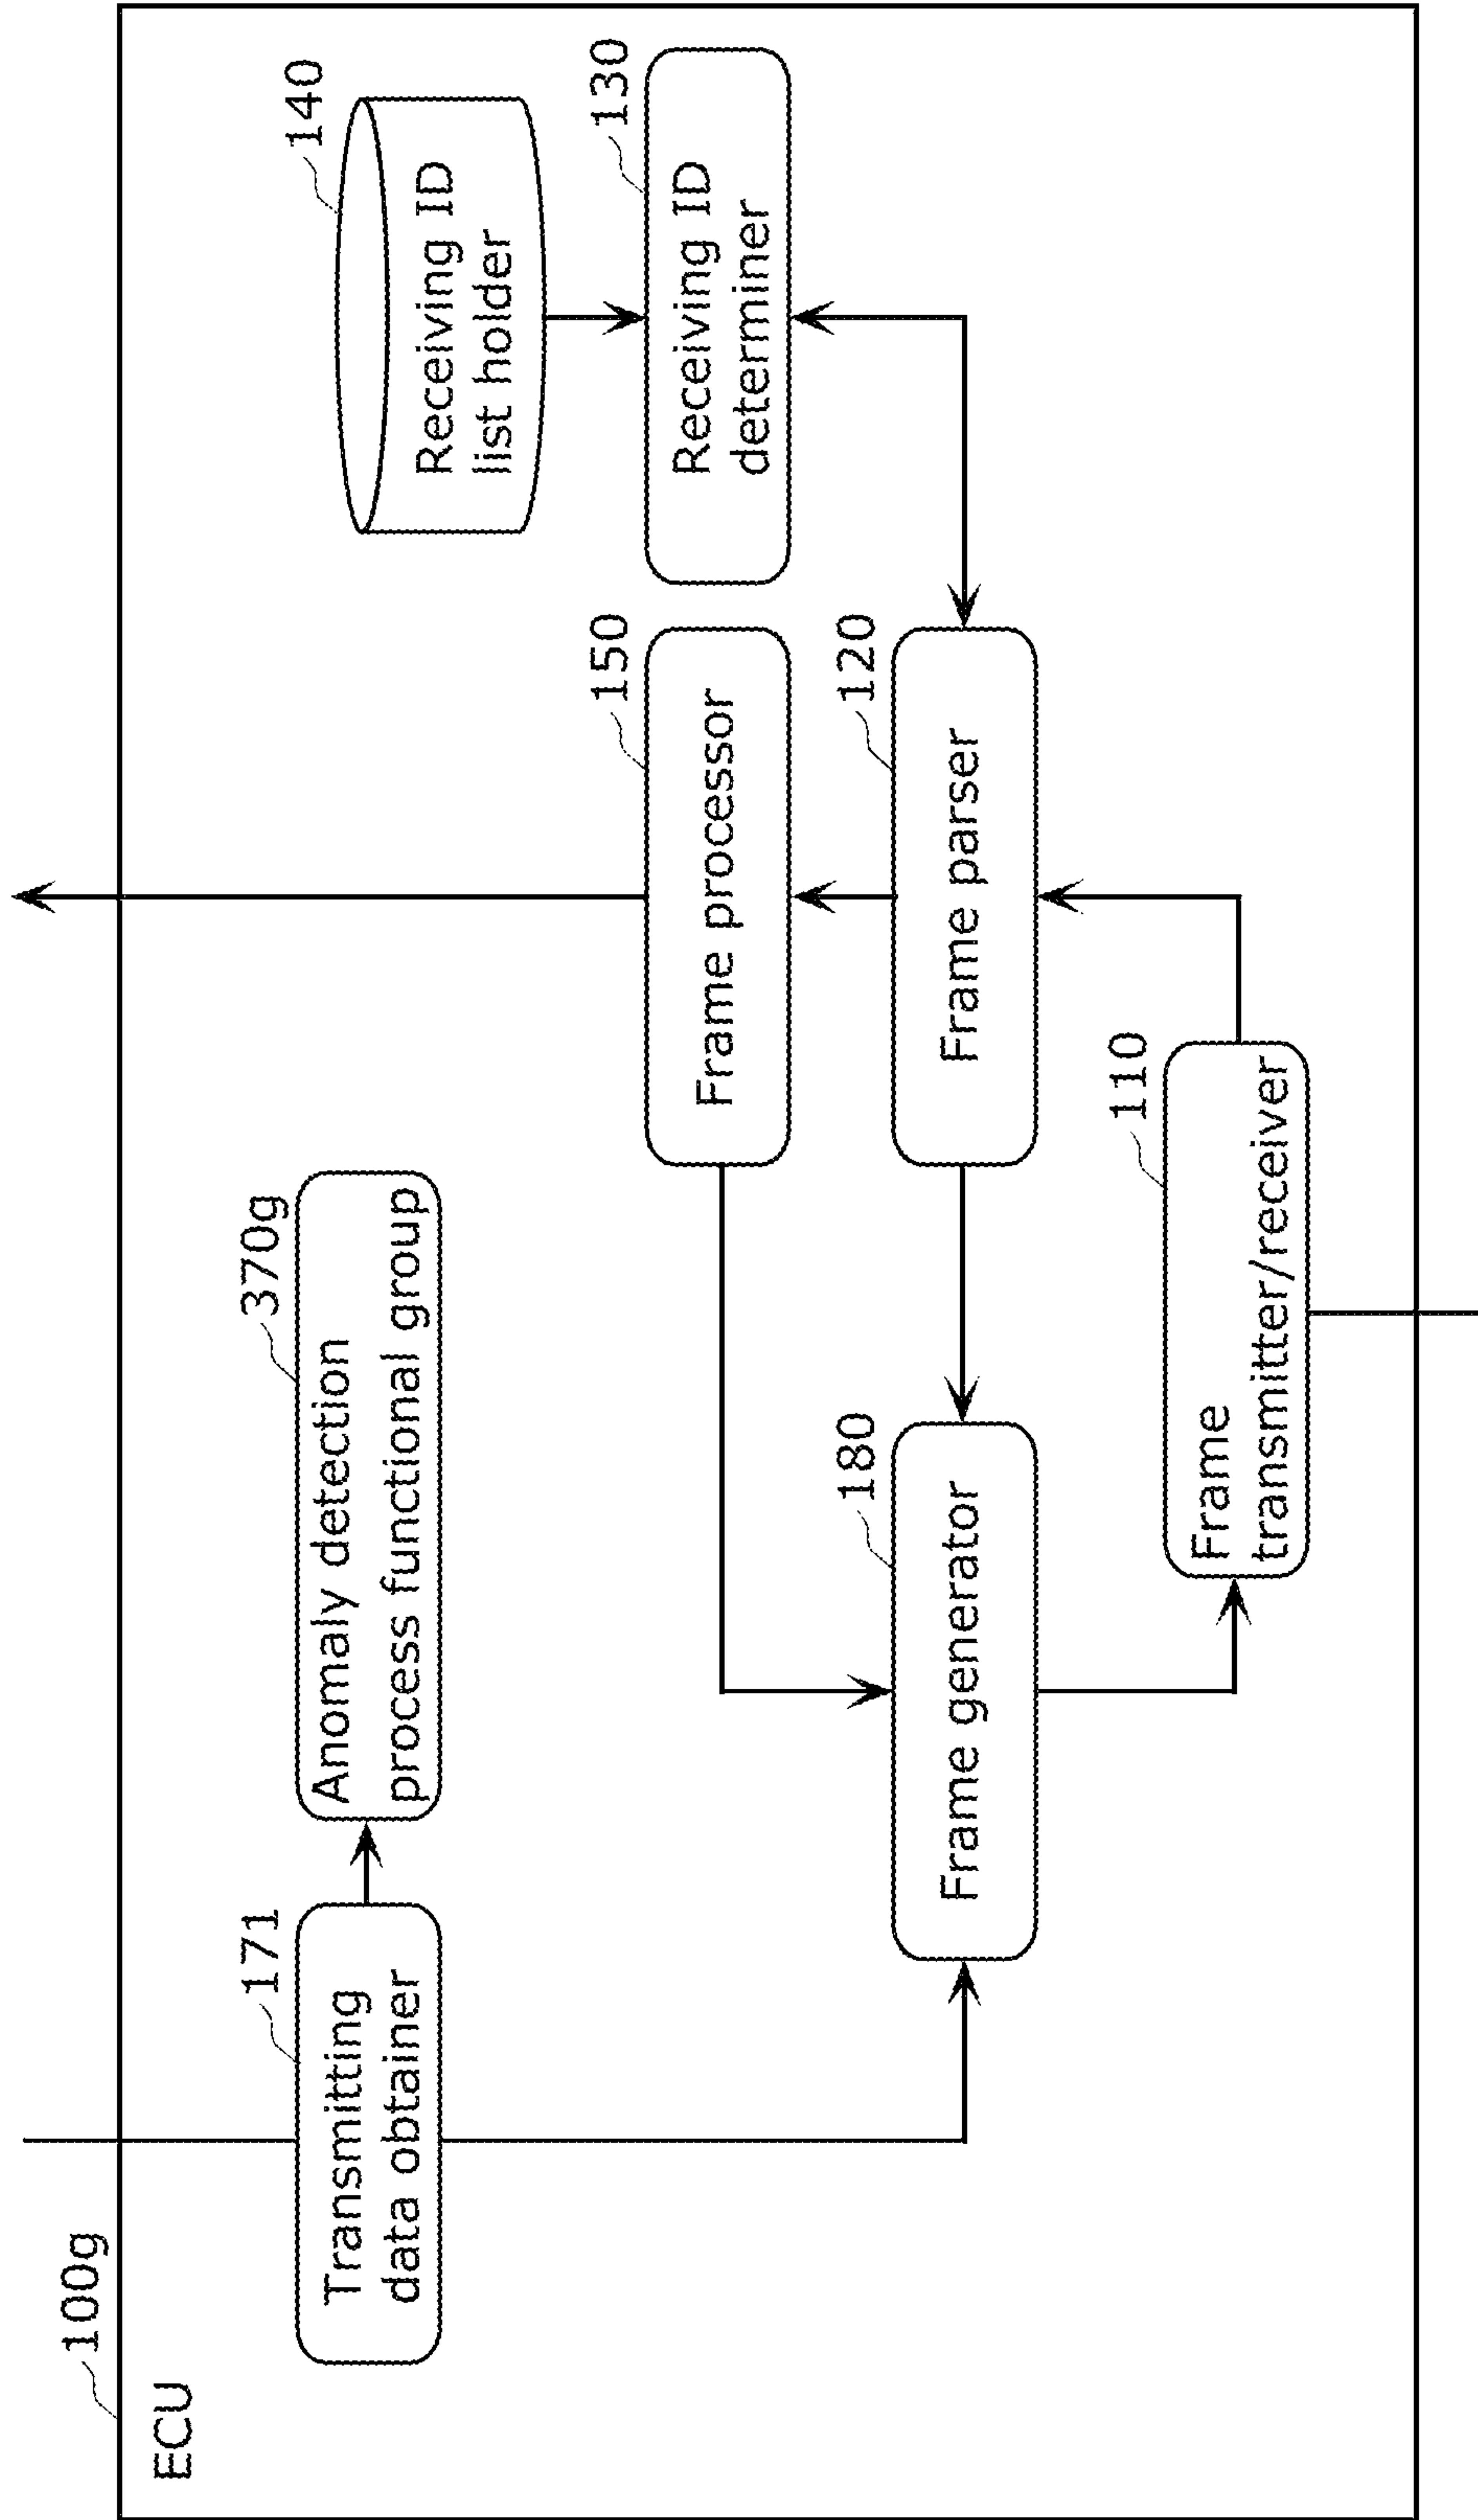 100g
ECU
171
Transmitting
data obtainer
370g
Anomaly detection
process functional group
140
Receiving ID
list holder
150
Frame processor
130
Receiving ID
determiner
180
Frame generator
120
Frame parser
110
Frame
transmitter/receiver